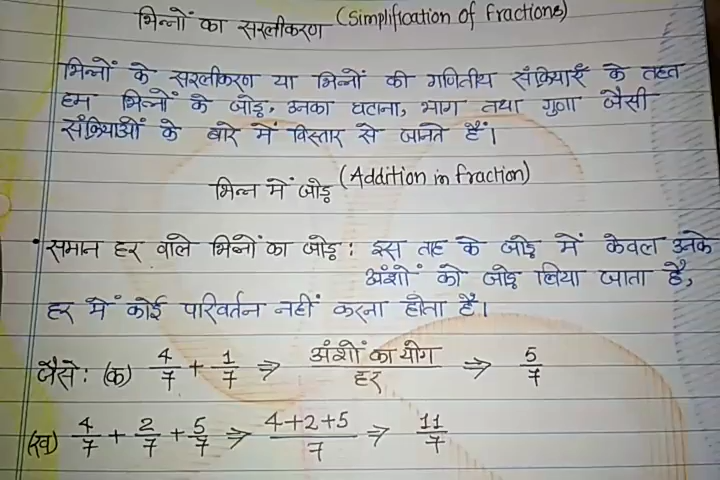 भिन्नों का सरलीकरण (Simplification of fractions)
भिन्नों के सरलीकरण या भिन्नों की गणितीय संक्रियाएँ के तहत
हम भिन्नों के जोड़, उनका घटाना, भाग तथा गुणा जैसी
संक्रियाओं के बारे में विस्तार से जानते हैं।
भिन्न में जोड़ (Addition in fraction)
• समान हर वाले भिन्नों का जोड़ : इस तरह के जोड़ में केवल उनके
अंशों को जोड़ लिया जाता है,
हर में कोई परिवर्तन नहीं करना होता है।
जैसे : (क) 4/7 + 1/7 ⇒ अंशों का योग/हर ⇒ 5/7
(ख) 4/7 + 2/7 + 5/7 ⇒ 4+2+5/7 ⇒ 11/7